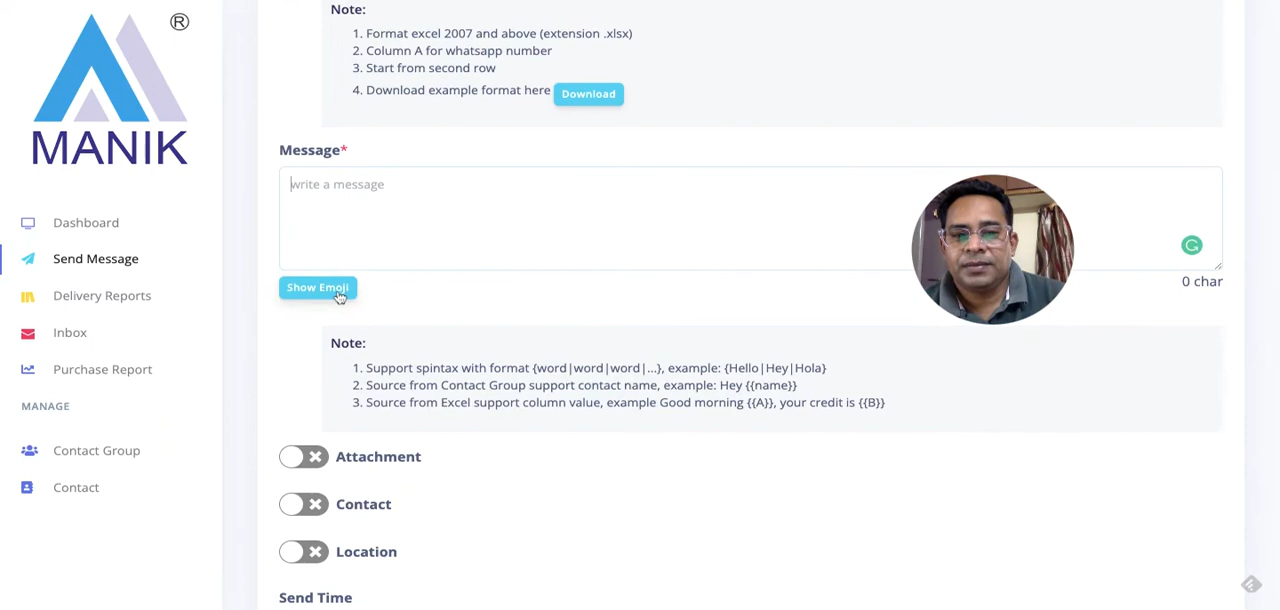 ®
MANIK
Dashboard
Send Message
Delivery Reports
Inbox
Purchase Report
MANAGE
Contact Group
Contact
Note:
1. Format excel 2007 and above (extension .xlsx)
2. Column A for whatsapp number
3. Start from second row
4. Download example format here Download
Message*
write a message
Show Emoji
0 char
Note:
1. Support spintax with format {word|word|word|...}, example: {Hello|Hey|Hola}
2. Source from Contact Group support contact name, example: Hey {{name}}
3. Source from Excel support column value, example Good morning {{A}}, your credit is {{B}}
Attachment
Contact
Location
Send Time